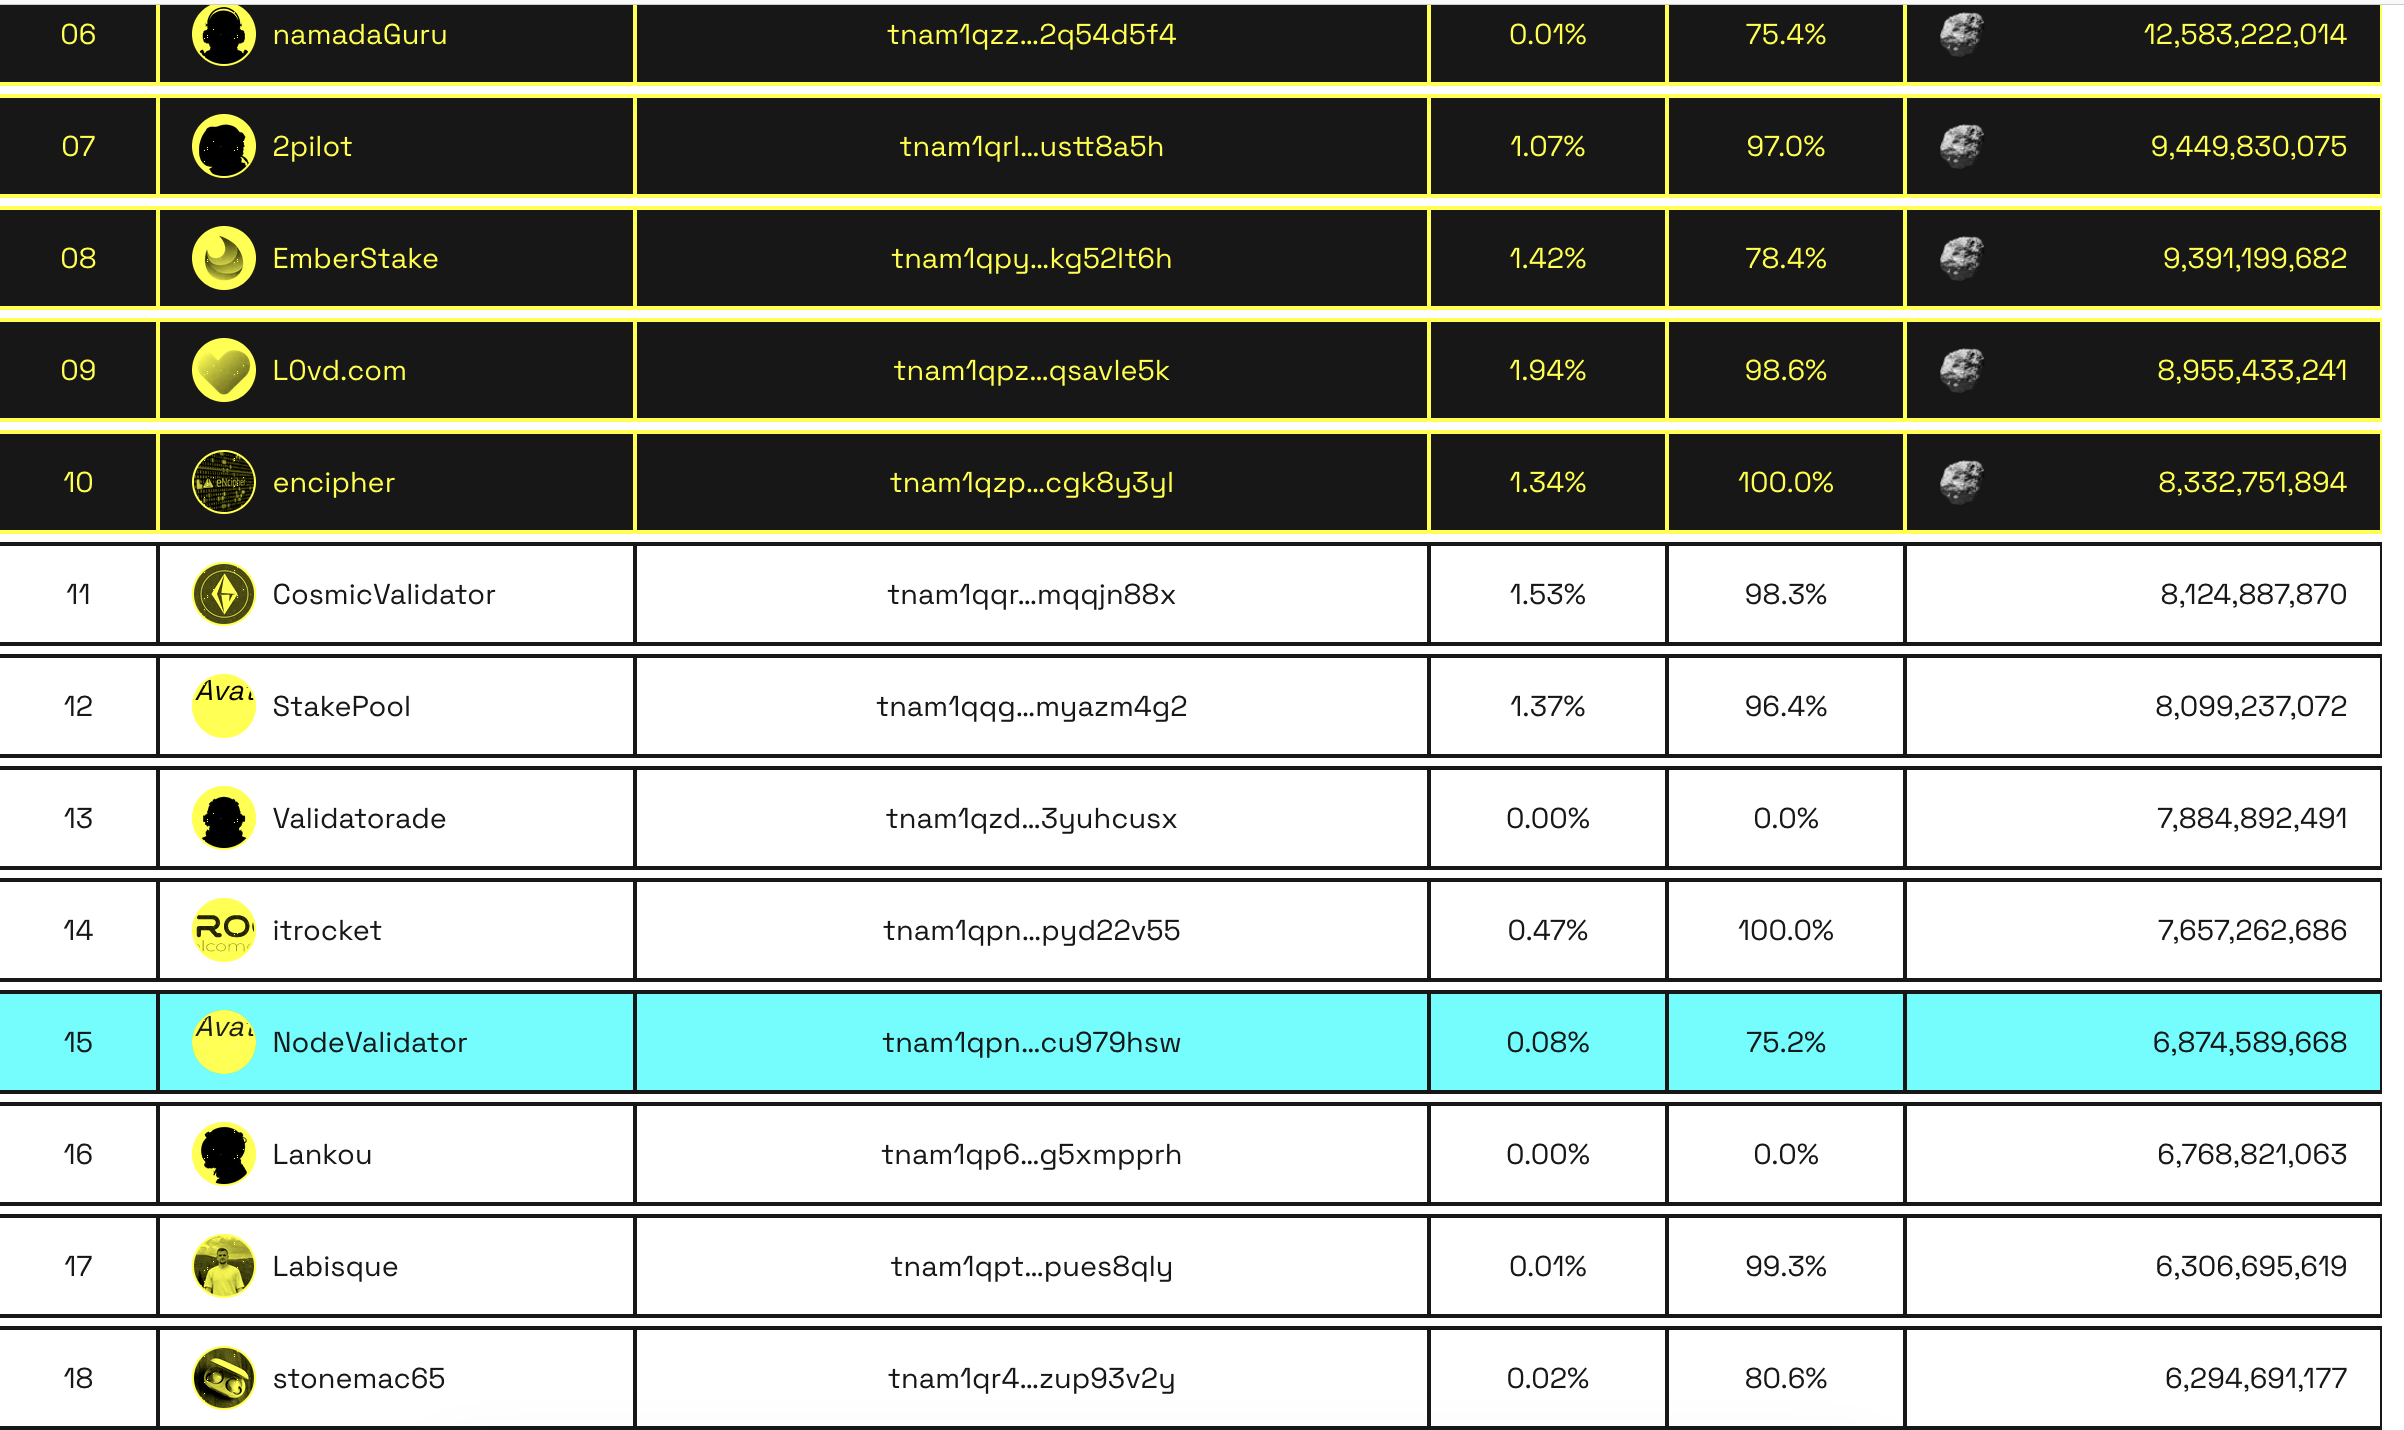 06 namadaGuru tnam1qzz...2q54d5f4 0.01% 75.4% 12,583,222,014
07 2pilot tnam1qrl...ustt8a5h 1.07% 97.0% 9,449,830,075
08 EmberStake tnam1qpy...kg52lt6h 1.42% 78.4% 9,391,199,682
09 L0vd.com tnam1qpz...qsavle5k 1.94% 98.6% 8,955,433,241
10 eNcipher encipher tnam1qzp...cgk8y3yl 1.34% 100.0% 8,332,751,894
11 CosmicValidator tnam1qqr...mqqjn88x 1.53% 98.3% 8,124,887,870
12 Avat StakePool tnam1qqg...myazm4g2 1.37% 96.4% 8,099,237,072
13 Validatorade tnam1qzd...3yuhcusx 0.00% 0.0% 7,884,892,491
14 RO elcome itrocket tnam1qpn...pyd22v55 0.47% 100.0% 7,657,262,686
15 Avat NodeValidator tnam1qpn...cu979hsw 0.08% 75.2% 6,874,589,668
16 Lankou tnam1qp6...g5xmpprh 0.00% 0.0% 6,768,821,063
17 Labisque tnam1qpt...pues8qly 0.01% 99.3% 6,306,695,619
18 stonemac65 tnam1qr4...zup93v2y 0.02% 80.6% 6,294,691,177